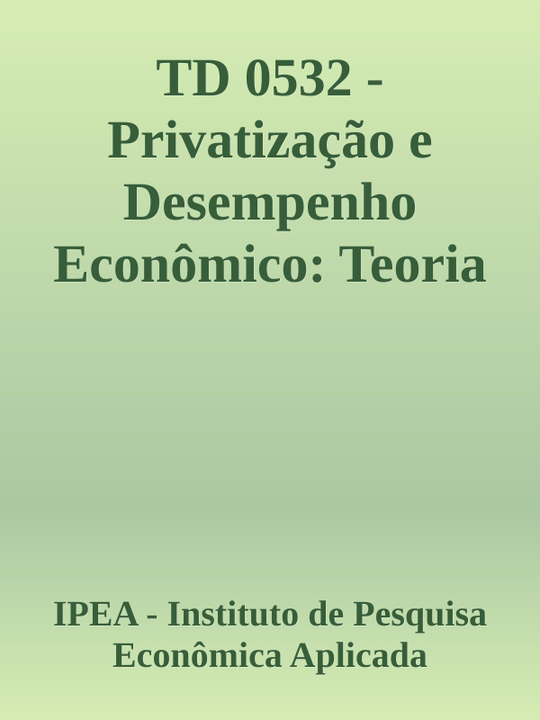 TD 0532 -
Privatização e
Desempenho
Econômico: Teoria
IPEA - Instituto de Pesquisa
Econômica Aplicada